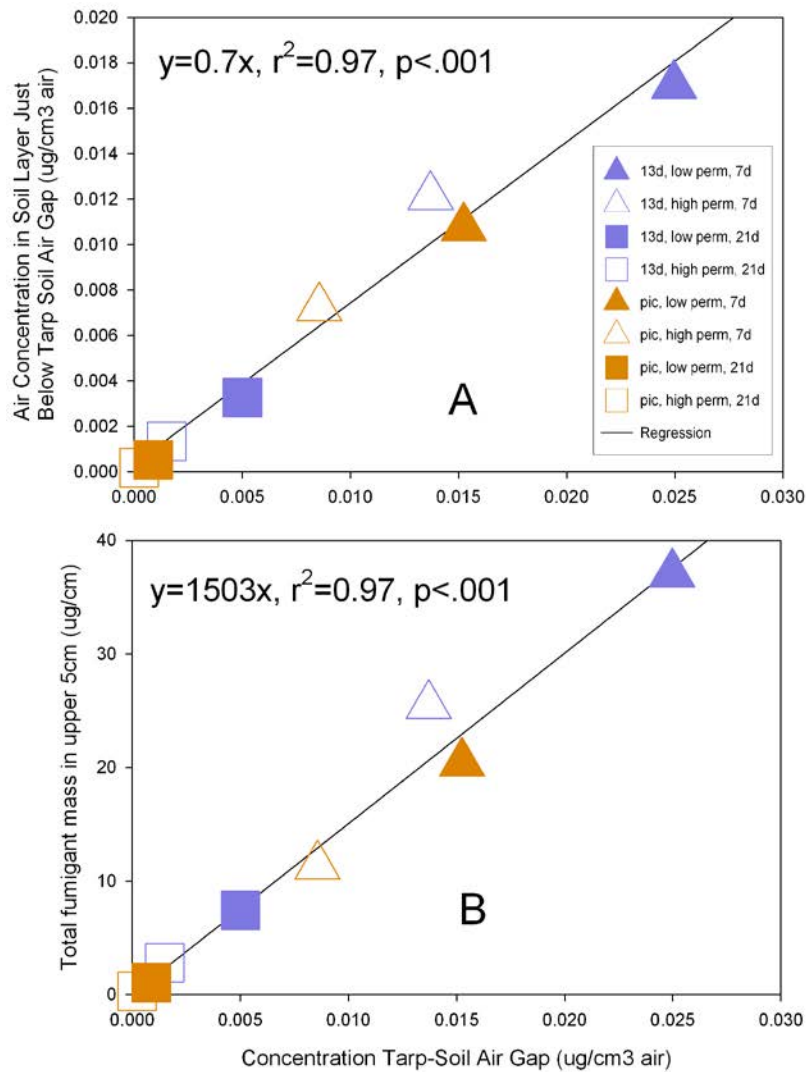 y=0.7x, r2=0.97, p<.001
Air Concentration in Soil Layer Just
Below Tarp Soil Air Gap (ug/cm3 air)
0.020
0.018
0.016
0.014
0.012
0.010
0.008
0.006
0.004
0.002
0.000
13d, low perm, 7d
13d, high perm, 7d
13d, low perm, 21d
13d, high perm, 21d
pic, low perm, 7d
pic, high perm, 7d
pic, low perm, 21d
pic, high perm, 21d
Regression
A
0.000 0.005 0.010 0.015 0.020 0.025 0.030
y=1503x, r2=0.97, p<.001
Total fumigant mass in upper 5cm (ug/cm)
40
30
20
10
0
B
0.000 0.005 0.010 0.015 0.020 0.025 0.030
Concentration Tarp-Soil Air Gap (ug/cm3 air)